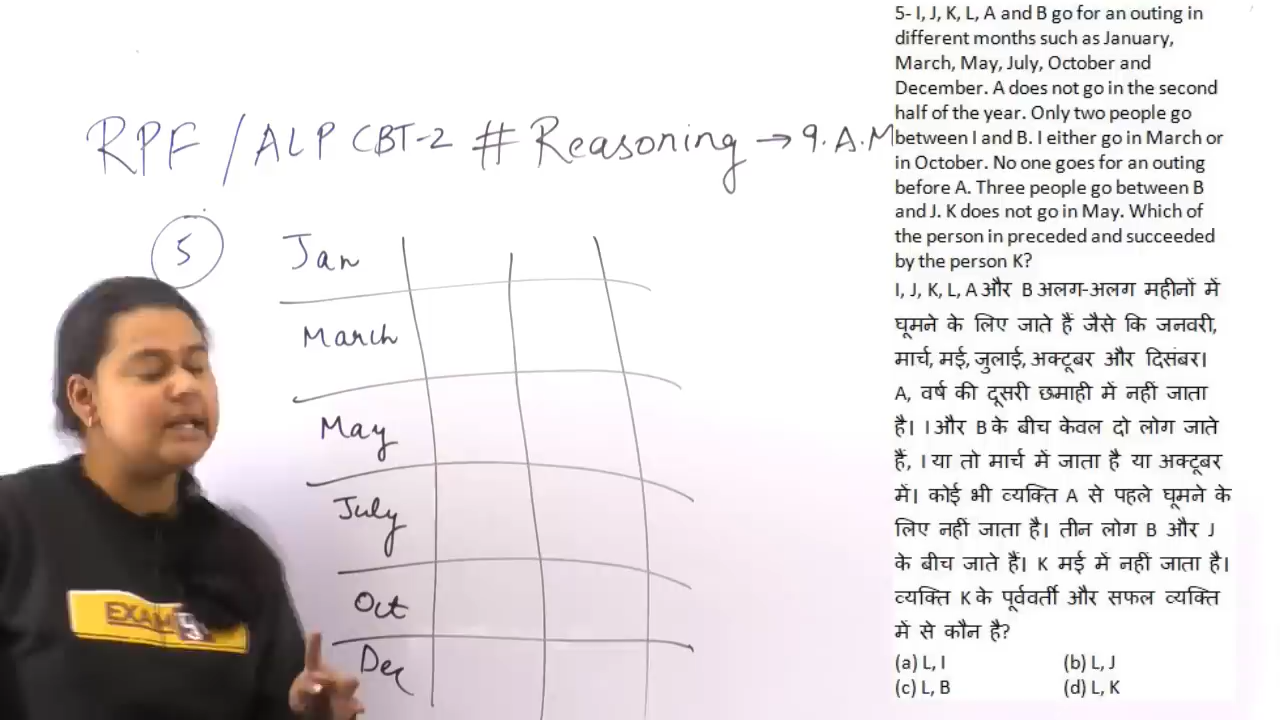 5- I, J, K, L, A and B go for an outing in
different months such as January,
March, May, July, October and
December. A does not go in the second
half of the year. Only two people go
between I and B. I either go in March or
in October. No one goes for an outing
before A. Three people go between B
and J. K does not go in May. Which of
the person in preceded and succeeded
by the person K?
I, J, K, L, A और B अलग-अलग महीनों में
घूमने के लिए जाते हैं जैसे कि जनवरी,
मार्च, मई, जुलाई, अक्टूबर और दिसंबर।
A, वर्ष की दूसरी छमाही में नहीं जाता
है। I और B के बीच केवल दो लोग जाते
हैं, I या तो मार्च में जाता है या अक्टूबर
में। कोई भी व्यक्ति A से पहले घूमने के
लिए नहीं जाता है। तीन लोग B और J
के बीच जाते हैं। K मई में नहीं जाता है।
व्यक्ति K के पूर्ववर्ती और सफल व्यक्ति
में से कौन है?
(a) L, I (b) L, J
(c) L, B (d) L, K
RPF / ALP CBT-2 # Reasoning → 9. A.M
5
Jan
March
May
July
Oct
Dec
EXAM